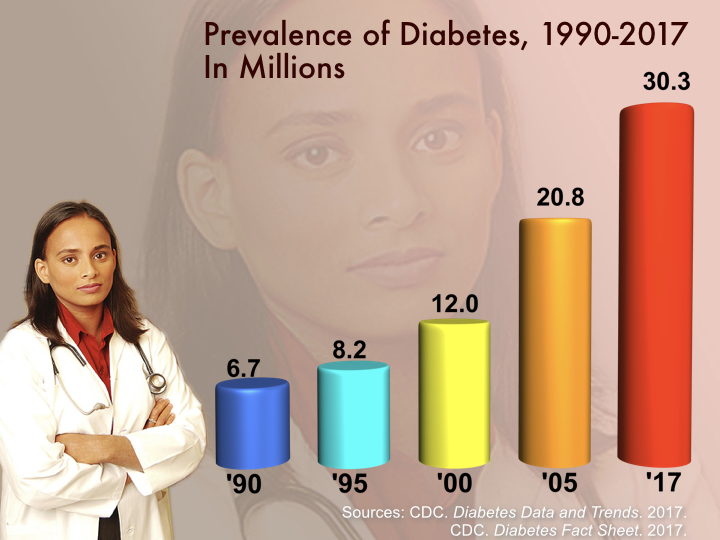 Prevalence of Diabetes, 1990-2017
In Millions
30.3
20.8
12.0
8.2
6.7
'90 '95 '00 '05 '17
Sources: CDC. Diabetes Data and Trends. 2017.
CDC. Diabetes Fact Sheet. 2017.